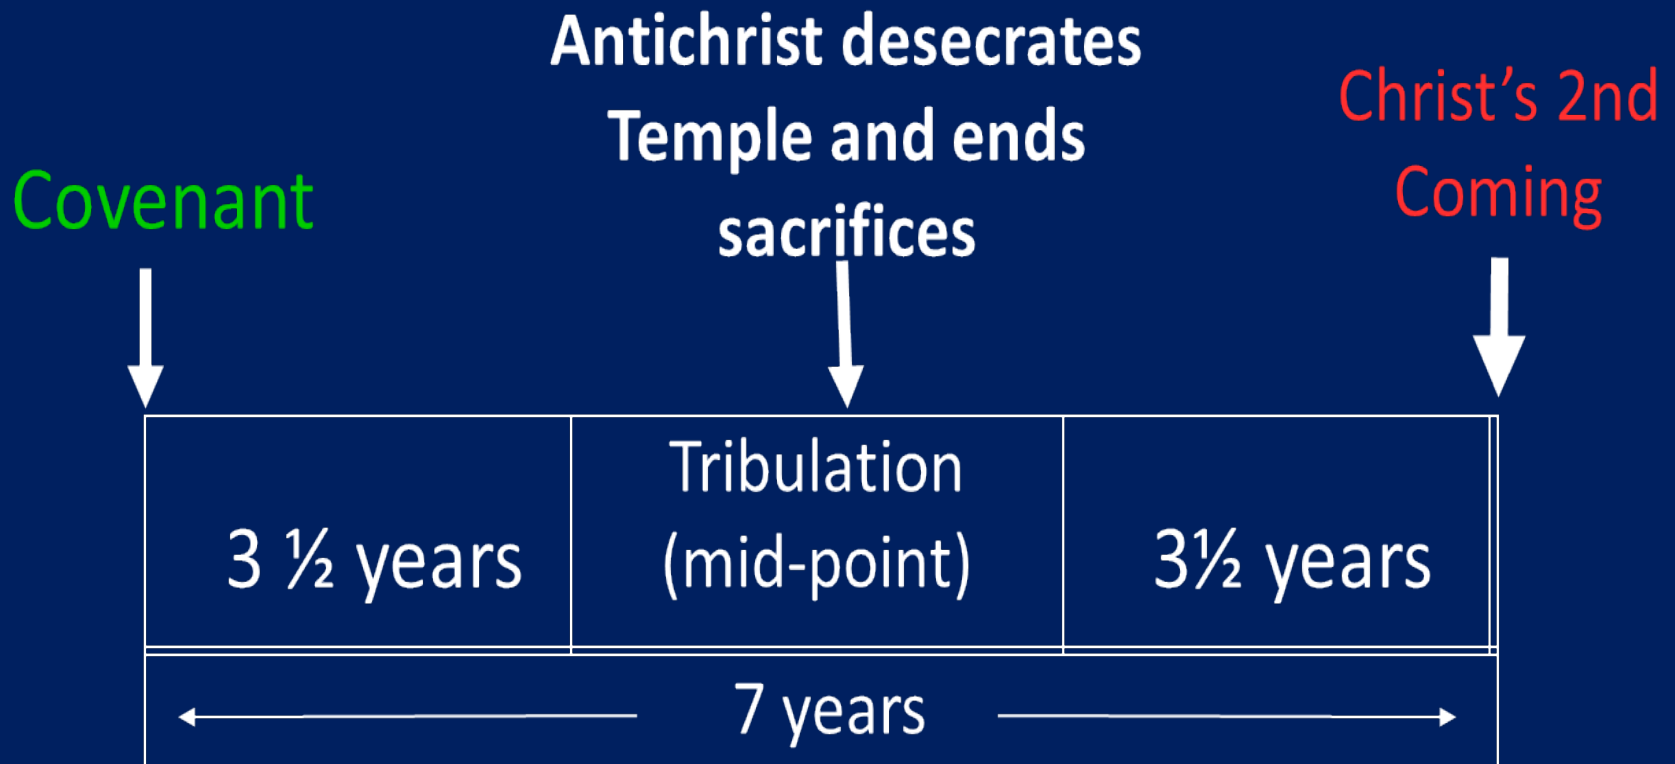 Antichrist desecrates
Temple and ends
sacrifices
Christ’s 2nd
Coming
Covenant
3 ½ years
Tribulation
(mid-point)
3½ years
7 years